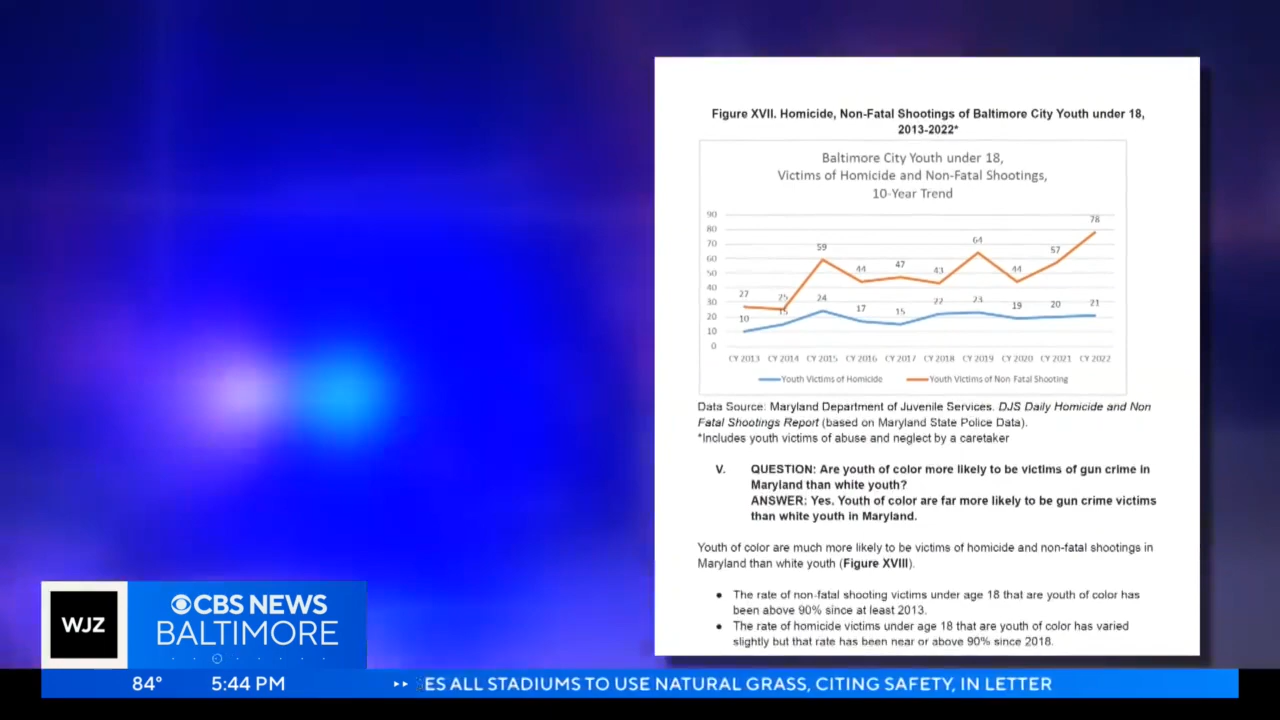 Figure XVII. Homicide, Non-Fatal Shootings of Baltimore City Youth under 18,
2013-2022*
Baltimore City Youth under 18,
Victims of Homicide and Non-Fatal Shootings,
10-Year Trend
90
80
70
60
50
40
30
20
10
0
27 25 59 44 47 43 64 44 57 78
10 15 24 17 15 22 23 19 20 21
CY 2013 CY 2014 CY 2015 CY 2016 CY 2017 CY 2018 CY 2019 CY 2020 CY 2021 CY 2022
Youth Victims of Homicide Youth Victims of Non-Fatal Shooting
Data Source: Maryland Department of Juvenile Services. DJS Daily Homicide and Non
Fatal Shootings Report (based on Maryland State Police Data).
*Includes youth victims of abuse and neglect by a caretaker
V. QUESTION: Are youth of color more likely to be victims of gun crime in
Maryland than white youth?
ANSWER: Yes. Youth of color are far more likely to be gun crime victims
than white youth in Maryland.
Youth of color are much more likely to be victims of homicide and non-fatal shootings in
Maryland than white youth (Figure XVIII).
• The rate of non-fatal shooting victims under age 18 that are youth of color has
been above 90% since at least 2013.
• The rate of homicide victims under age 18 that are youth of color has varied
slightly but that rate has been near or above 90% since 2018.
WJZ
CBS NEWS
BALTIMORE
84° 5:44 PM ES ALL STADIUMS TO USE NATURAL GRASS, CITING SAFETY, IN LETTER